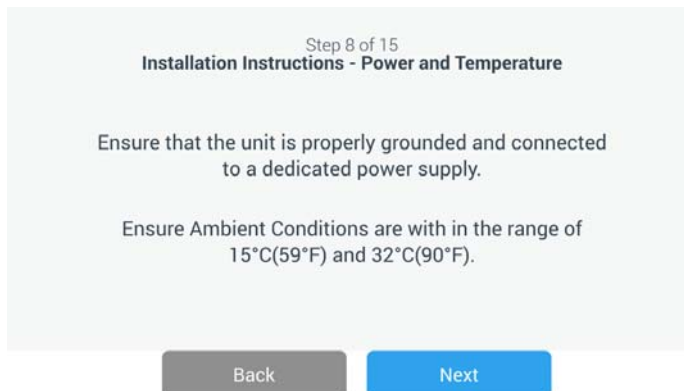 Step 8 of 15
Installation Instructions - Power and Temperature
Ensure that the unit is properly grounded and connected
to a dedicated power supply.
Ensure Ambient Conditions are with in the range of
15°C(59°F) and 32°C(90°F).
Back
Next